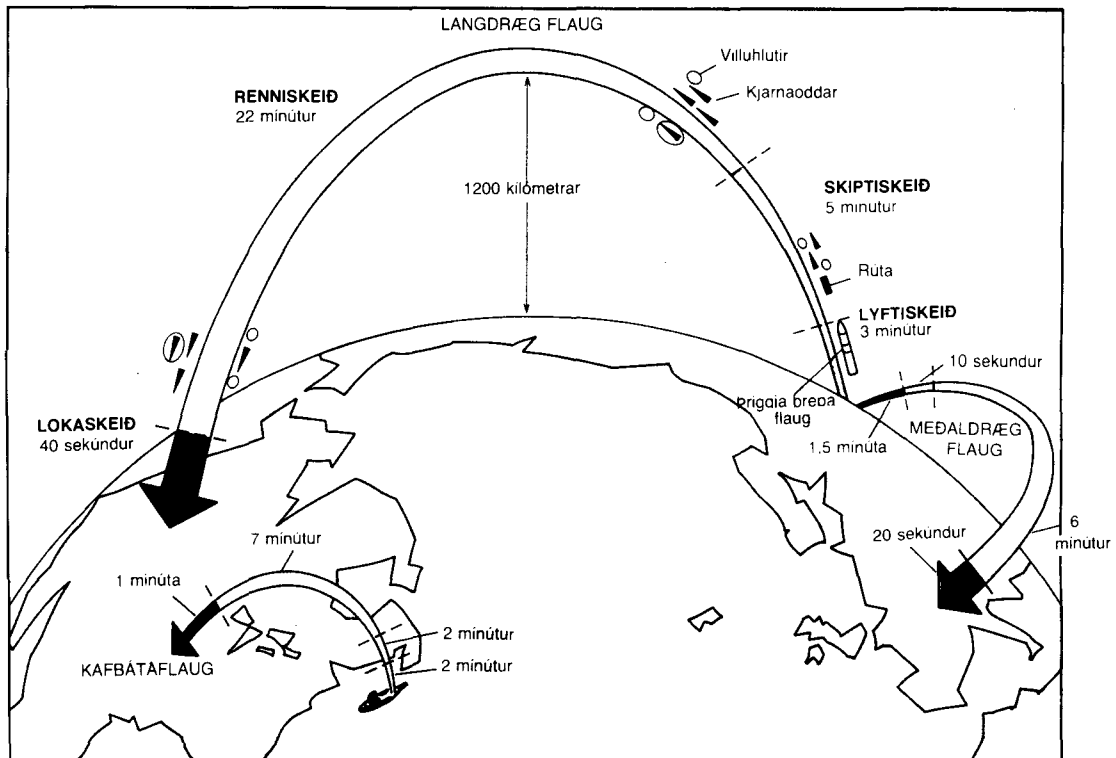 LANGDRÆG FLAUG
Villuhlutir
Kjarnaoddar
RENNISKEIÐ
22 mínútur
1200 kílómetrar
SKIPTISKEIÐ
5 mínútur
Rúta
LYFTISKEIÐ
3 mínútur
Þriggja þrepa
flaug
10 sekúndur
1.5 mínúta
MEÐALDRÆG
FLAUG
LOKASKEIÐ
40 sekúndur
20 sekúndur
6
mínútur
7 mínútur
1 mínúta
2 mínútur
2 mínútur
KAFBÁTAFLAUG